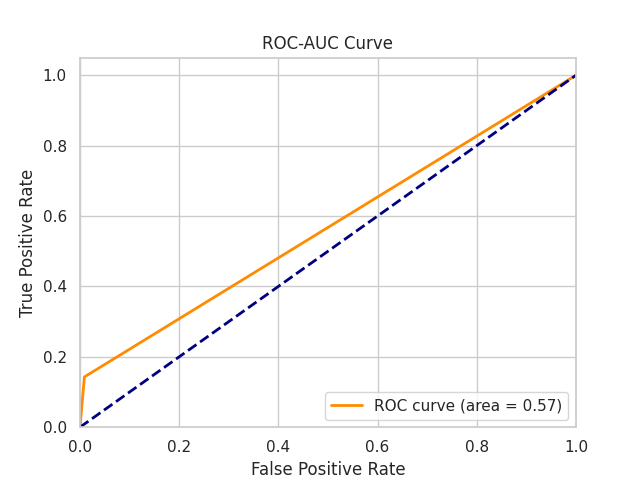 ROC-AUC Curve
True Positive Rate
1.0
0.8
0.6
0.4
0.2
0.0
ROC curve (area = 0.57)
0.0 0.2 0.4 0.6 0.8 1.0
False Positive Rate